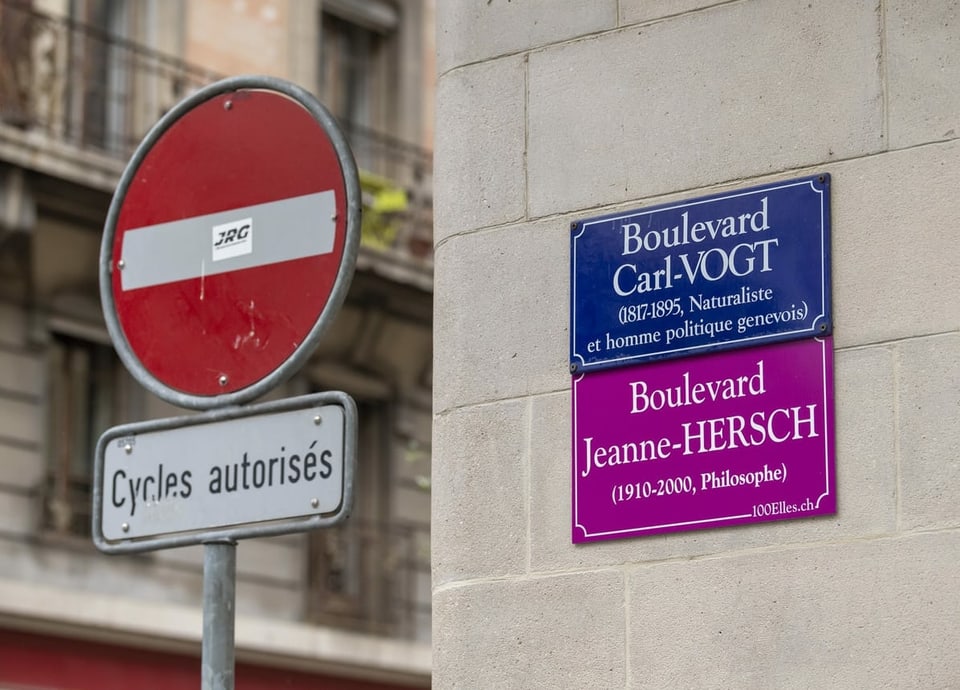 JRG
Cycles autorisés
Boulevard
Carl-VOGT
(1817-1895, Naturaliste
et homme politique genevois)
Boulevard
Jeanne-HERSCH
(1910-2000, Philosophe)
100Elles.ch